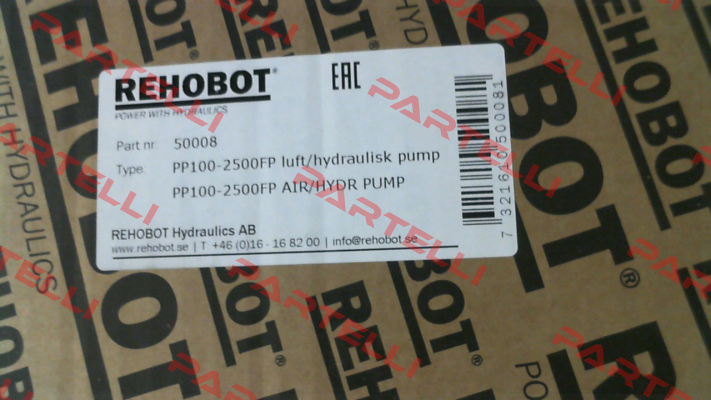 REHOBOT®
POWER WITH HYDRAULICS
EAC
Part nr: 50008
Type: PP100-2500FP luft/hydraulisk pump
PP100-2500FP AIR/HYDR PUMP
REHOBOT Hydraulics AB
www.rehobot.se | T +46 (0)16 - 16 82 00 | info@rehobot.se
7 321610 500081
WITH HYDRAULICS
REHOBOT®
REHOBOT®
PARTELLI
PARTELLI
PARTELLI
PARTELLI